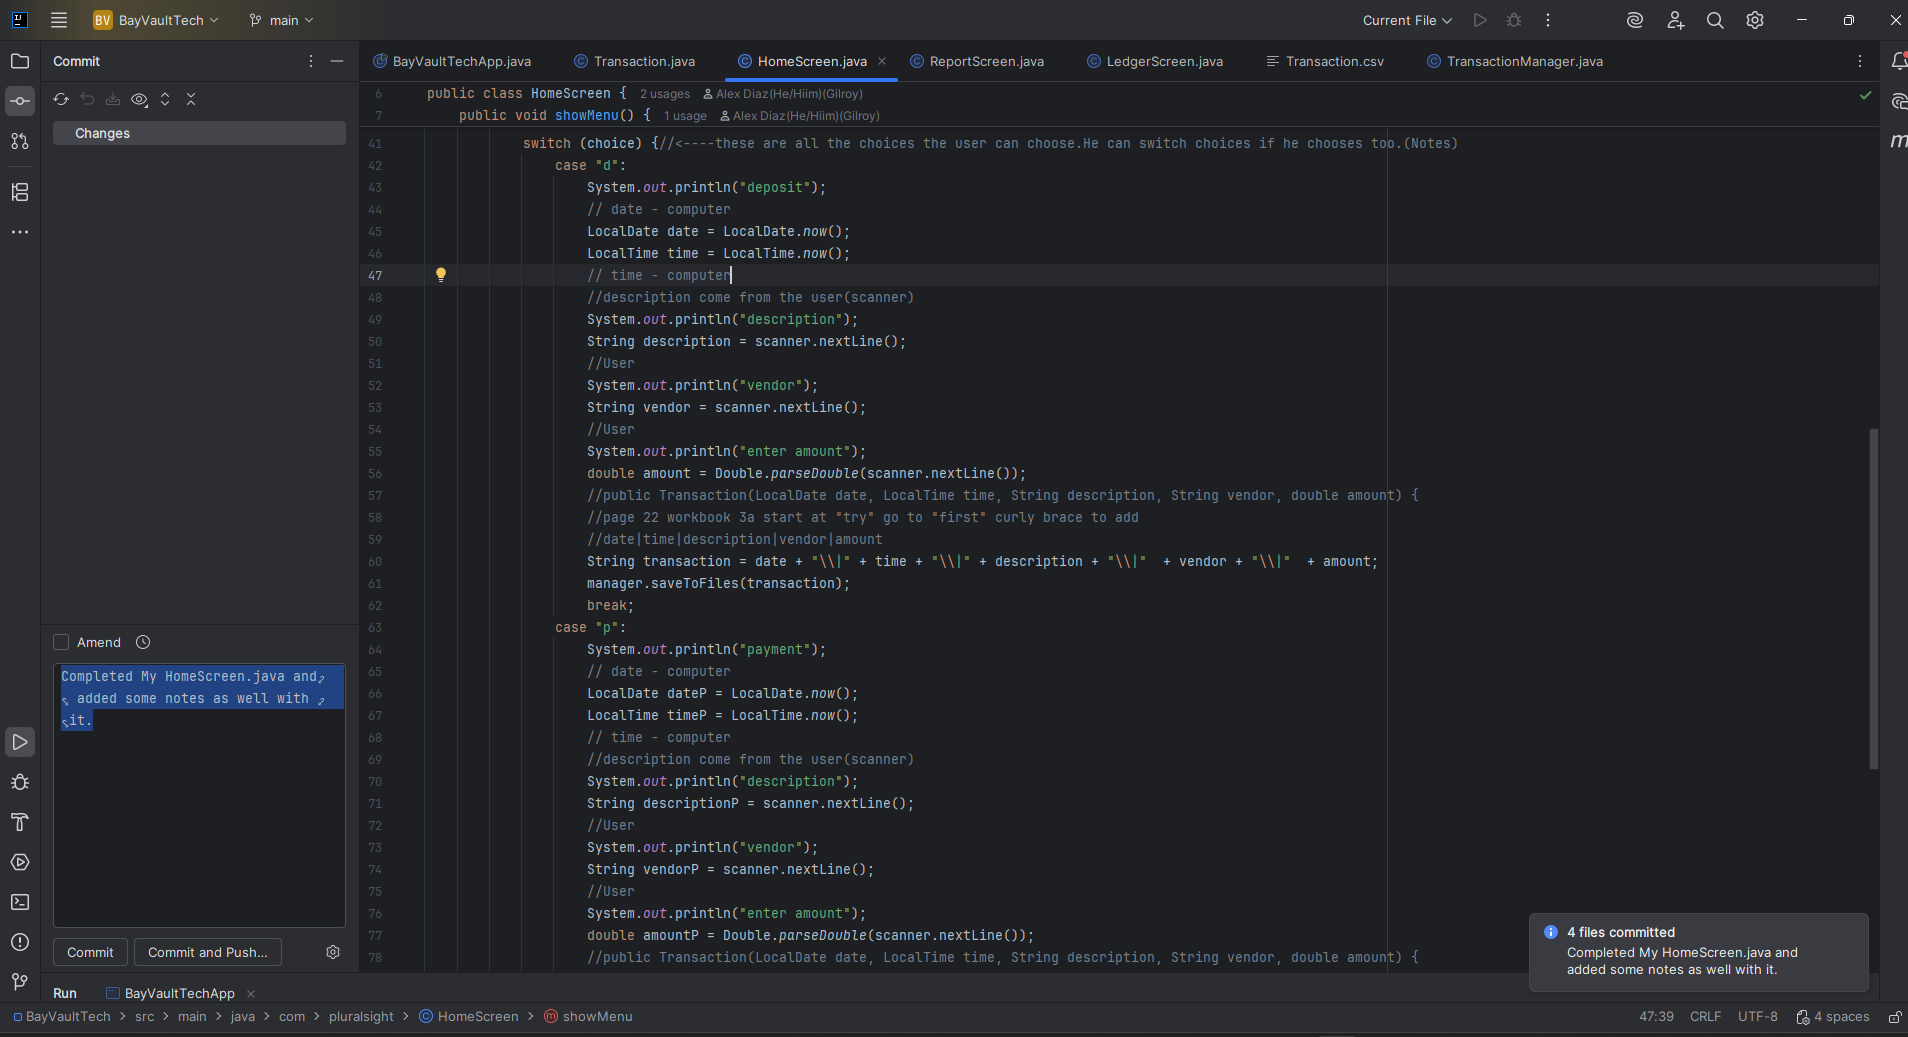 BV BayVaultTech main Current File
Commit
BayVaultTechApp.java Transaction.java HomeScreen.java ReportScreen.java LedgerScreen.java Transaction.csv TransactionManager.java
6 public class HomeScreen { 2 usages Alex Diaz(He/Hiim)(Gilroy)
7 public void showMenu() { 1 usage Alex Diaz(He/Hiim)(Gilroy)
Changes
41 switch (choice) {//<----these are all the choices the user can choose.He can switch choices if he chooses too.(Notes)
42 case "d":
43 System.out.println("deposit");
44 // date - computer
45 LocalDate date = LocalDate.now();
46 LocalTime time = LocalTime.now();
47 // time - computer
48 //description come from the user(scanner)
49 System.out.println("description");
50 String description = scanner.nextLine();
51 //User
52 System.out.println("vendor");
53 String vendor = scanner.nextLine();
54 //User
55 System.out.println("enter amount");
56 double amount = Double.parseDouble(scanner.nextLine());
57 //public Transaction(LocalDate date, LocalTime time, String description, String vendor, double amount) {
58 //page 22 workbook 3a start at "try" go to "first" curly brace to add
59 //date|time|description|vendor|amount
60 String transaction = date + "\\|" + time + "\\|" + description + "\\|"  + vendor + "\\|"  + amount;
61 manager.saveToFiles(transaction);
62 break;
63 case "p":
64 System.out.println("payment");
65 // date - computer
66 LocalDate dateP = LocalDate.now();
67 LocalTime timeP = LocalTime.now();
68 // time - computer
69 //description come from the user(scanner)
70 System.out.println("description");
71 String descriptionP = scanner.nextLine();
72 //User
73 System.out.println("vendor");
74 String vendorP = scanner.nextLine();
75 //User
76 System.out.println("enter amount");
77 double amountP = Double.parseDouble(scanner.nextLine());
78 //public Transaction(LocalDate date, LocalTime time, String description, String vendor, double amount) {
Amend
Completed My HomeScreen.java and
added some notes as well with
it.
Commit Commit and Push...
4 files committed
Completed My HomeScreen.java and
added some notes as well with it.
Run BayVaultTechApp
BayVaultTech > src > main > java > com > pluralsight > HomeScreen > showMenu 47:39 CRLF UTF-8 4 spaces